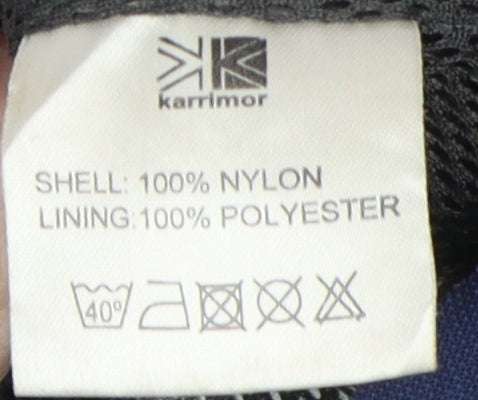 karrimor
SHELL: 100% NYLON
LINING:100% POLYESTER
40°